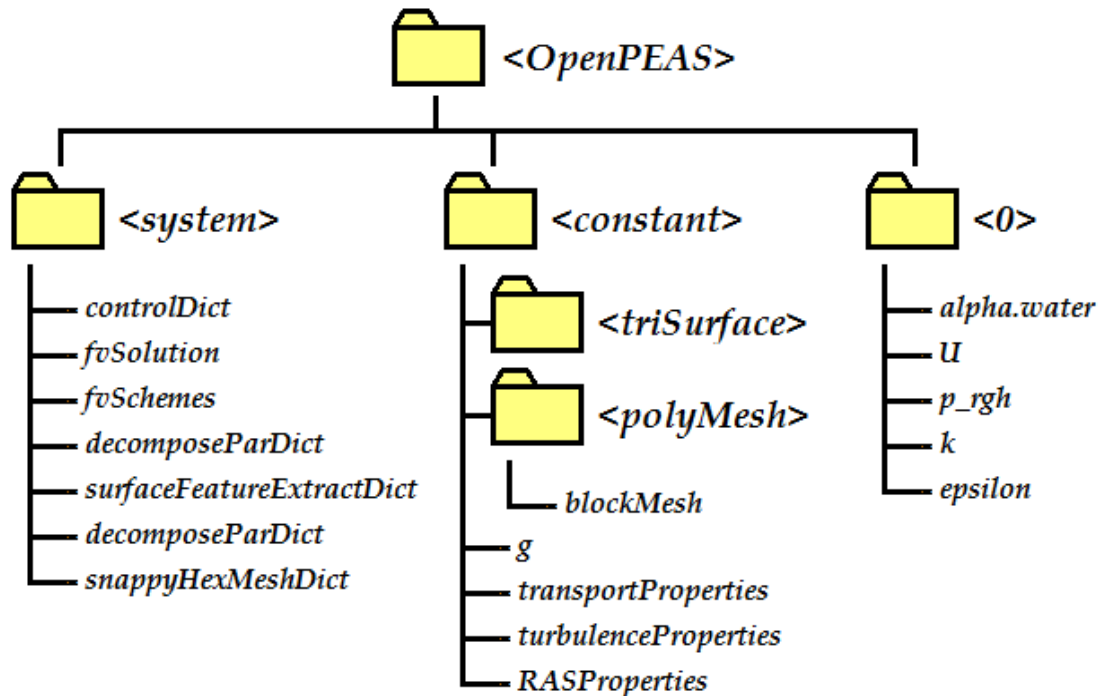 <OpenPEAS>
<system>
controlDict
fvSolution
fvSchemes
decomposeParDict
surfaceFeatureExtractDict
decomposeParDict
snappyHexMeshDict
<constant>
<triSurface>
<polyMesh>
blockMesh
g
transportProperties
turbulenceProperties
RASProperties
<0>
alpha.water
U
p_rgh
k
epsilon